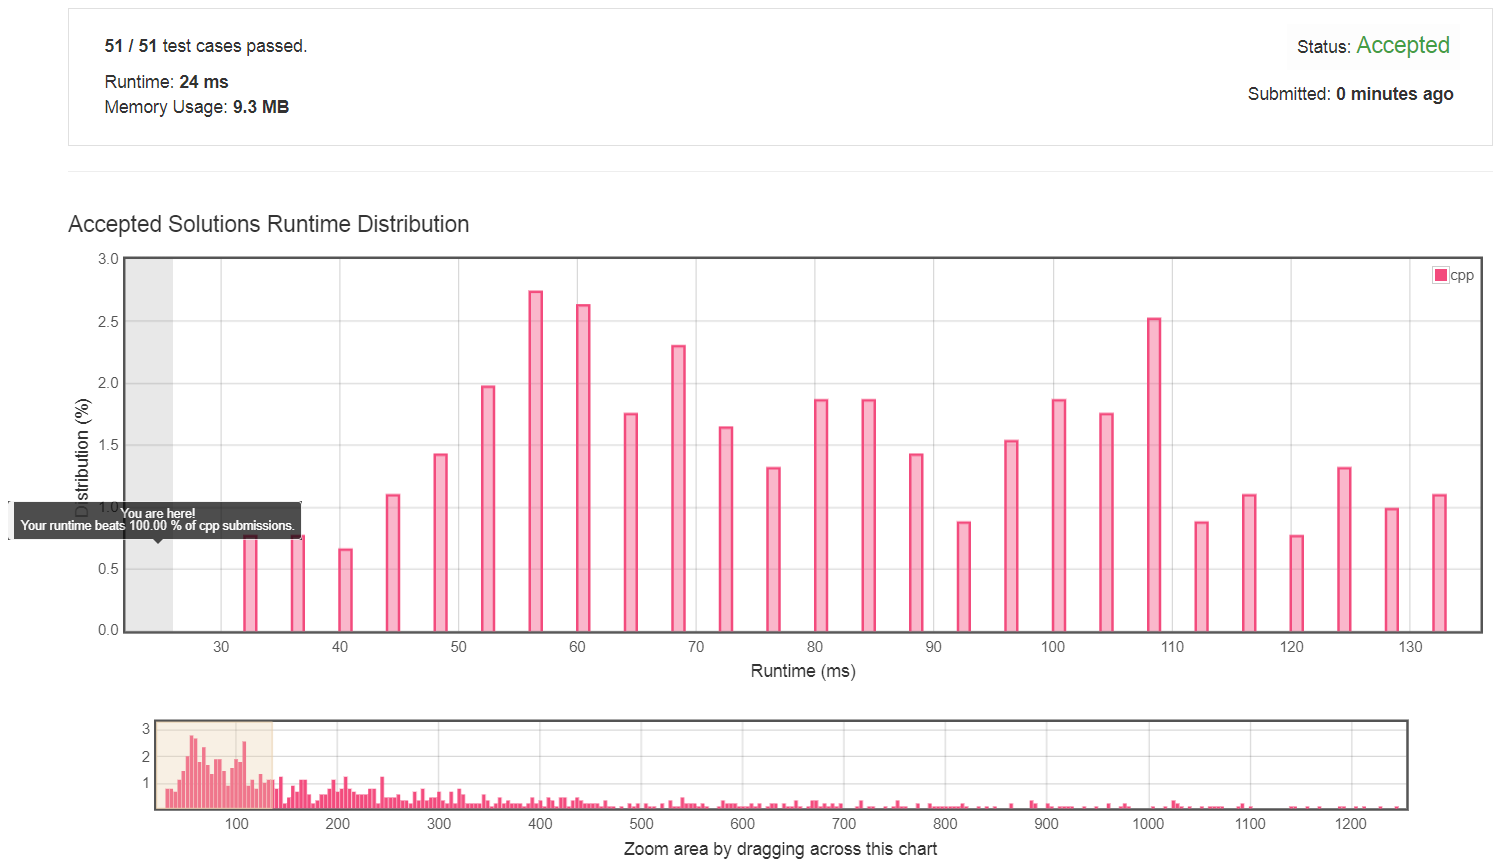 51 / 51 test cases passed.
Status: Accepted
Runtime: 24 ms
Memory Usage: 9.3 MB
Submitted: 0 minutes ago
Accepted Solutions Runtime Distribution
3.0
2.5
2.0
1.5
1.0
0.5
0.0
Distribution (%)
cpp
You are here!
Your runtime beats 100.00 % of cpp submissions.
30 40 50 60 70 80 90 100 110 120 130
Runtime (ms)
3
2
1
100 200 300 400 500 600 700 800 900 1000 1100 1200
Zoom area by dragging across this chart